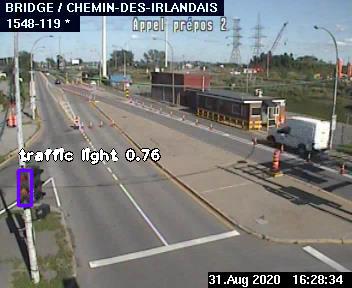 BRIDGE / CHEMIN-DES-IRLANDAIS
1548-119 *
Appel prépos 2
traffic light 0.76
31.Aug 2020 16:28:34